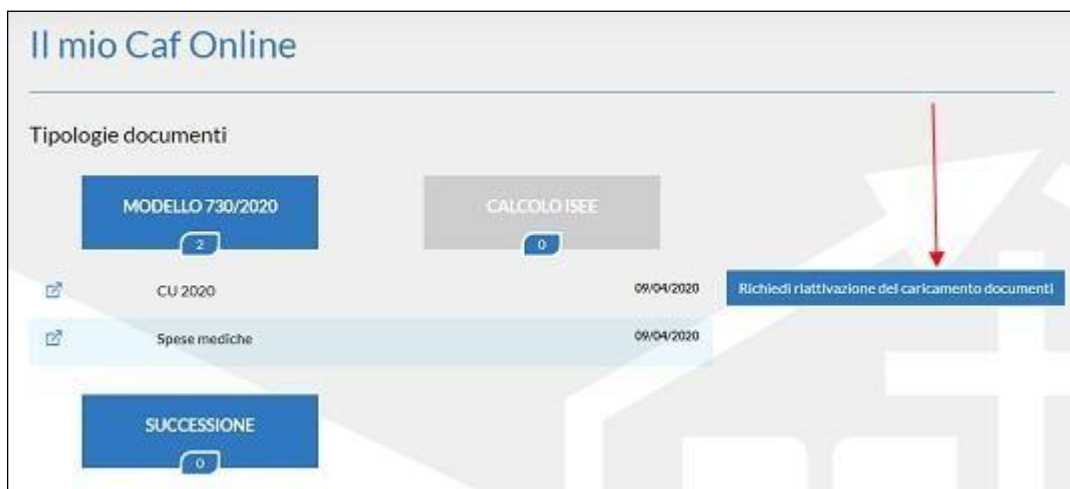 Il mio Caf Online
Tipologie documenti
MODELLO 730/2020
2
CALCOLO ISEE
0
CU 2020
09/04/2020
Richiedi riattivazione del caricamento documenti
Spese mediche
09/04/2020
SUCCESSIONE
0